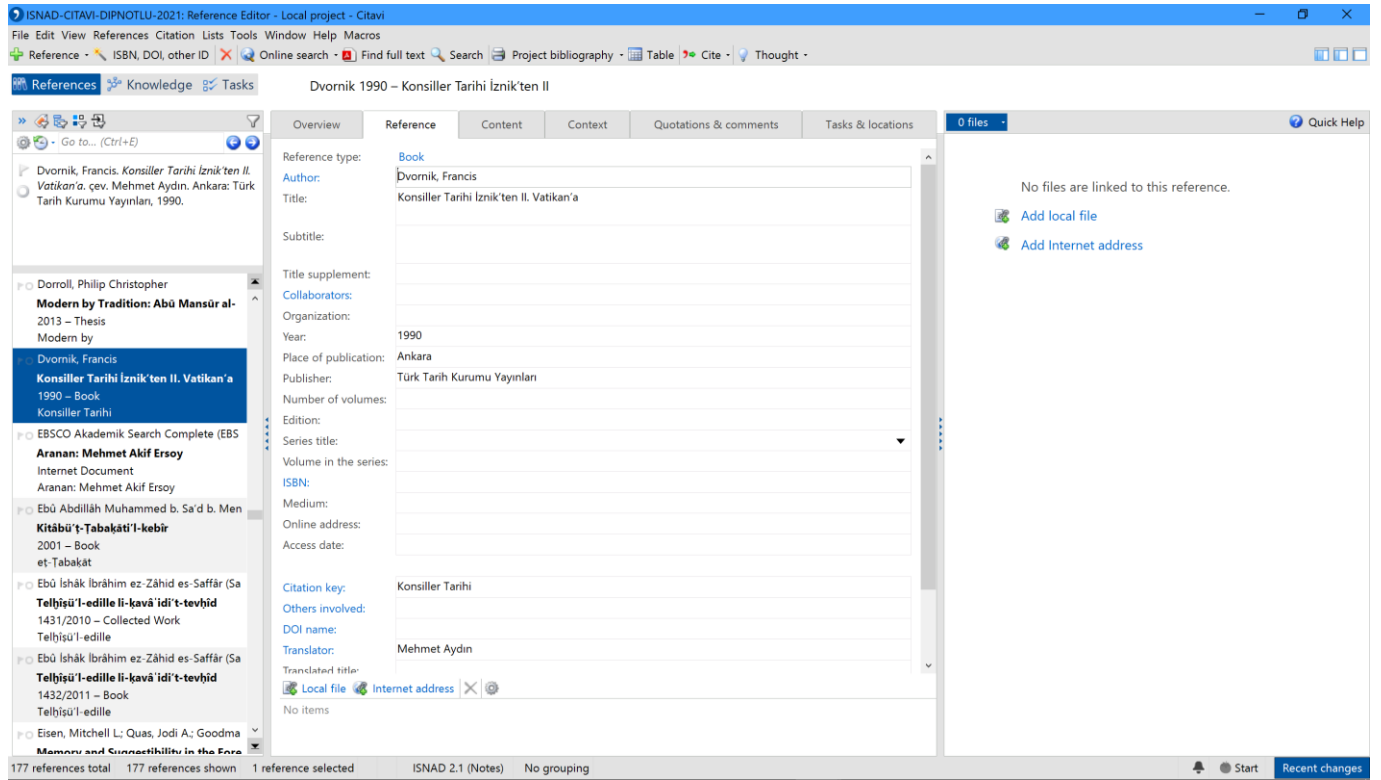 ISNAD-CITAVI-DIPNOTLU-2021: Reference Editor - Local project - Citavi
File Edit View References Citation Lists Tools Window Help Macros
Reference ISBN, DOI, other ID Online search Find full text Search Project bibliography Table Cite Thought
References Knowledge Tasks
Dvornik 1990 – Konsiller Tarihi İznik’ten II
Go to... (Ctrl+E)
Dvornik, Francis. Konsiller Tarihi İznik’ten II.
Vatikan’a. çev. Mehmet Aydın. Ankara: Türk
Tarih Kurumu Yayınları, 1990.
Dorroll, Philip Christopher
Modern by Tradition: Abū Mansūr al-
2013 – Thesis
Modern by
Dvornik, Francis
Konsiller Tarihi İznik’ten II. Vatikan’a
1990 – Book
Konsiller Tarihi
EBSCO Akademik Search Complete (EBS
Aranan: Mehmet Akif Ersoy
Internet Document
Aranan: Mehmet Akif Ersoy
Ebû Abdillâh Muhammed b. Sa‘d b. Men
Kitâbü’ṭ-Ṭabaḳāti’l-kebîr
2001 – Book
eṭ-Ṭabaḳāt
Ebû İshâk İbrâhim ez-Zâhid es-Saffâr (Sa
Telḫîṣü’l-edille li-ḳavâʿidi’t-tevḥîd
1431/2010 – Collected Work
Telḫîṣü’l-edille
Ebû İshâk İbrâhim ez-Zâhid es-Saffâr (Sa
Telḫîṣü’l-edille li-ḳavâʿidi’t-tevḥîd
1432/2011 – Book
Telḫîṣü’l-edille
Eisen, Mitchell L.; Quas, Jodi A.; Goodma
Memory and Suggestibility in the Fore
Overview Reference Content Context Quotations & comments Tasks & locations
Reference type: Book
Author: Dvornik, Francis
Title: Konsiller Tarihi İznik’ten II. Vatikan’a
Subtitle:
Title supplement:
Collaborators:
Organization:
Year: 1990
Place of publication: Ankara
Publisher: Türk Tarih Kurumu Yayınları
Number of volumes:
Edition:
Series title:
Volume in the series:
ISBN:
Medium:
Online address:
Access date:
Citation key: Konsiller Tarihi
Others involved:
DOI name:
Translator: Mehmet Aydın
Translated title:
Local file Internet address
No items
0 files
Quick Help
No files are linked to this reference.
Add local file
Add Internet address
177 references total 177 references shown 1 reference selected ISNAD 2.1 (Notes) No grouping Start Recent changes